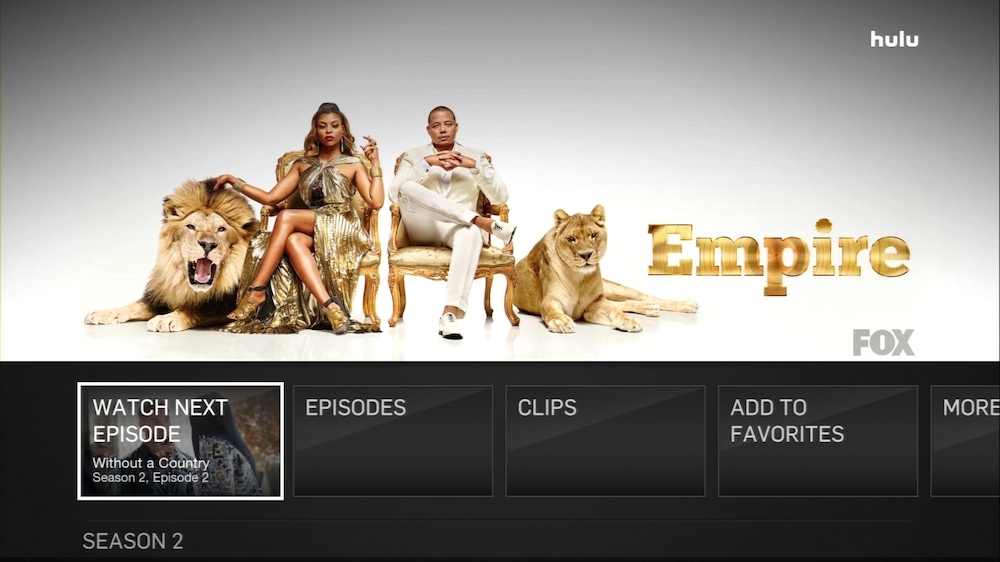 hulu
Empire
FOX
WATCH NEXT
EPISODE
Without a Country
Season 2, Episode 2
EPISODES
CLIPS
ADD TO
FAVORITES
MORE
SEASON 2